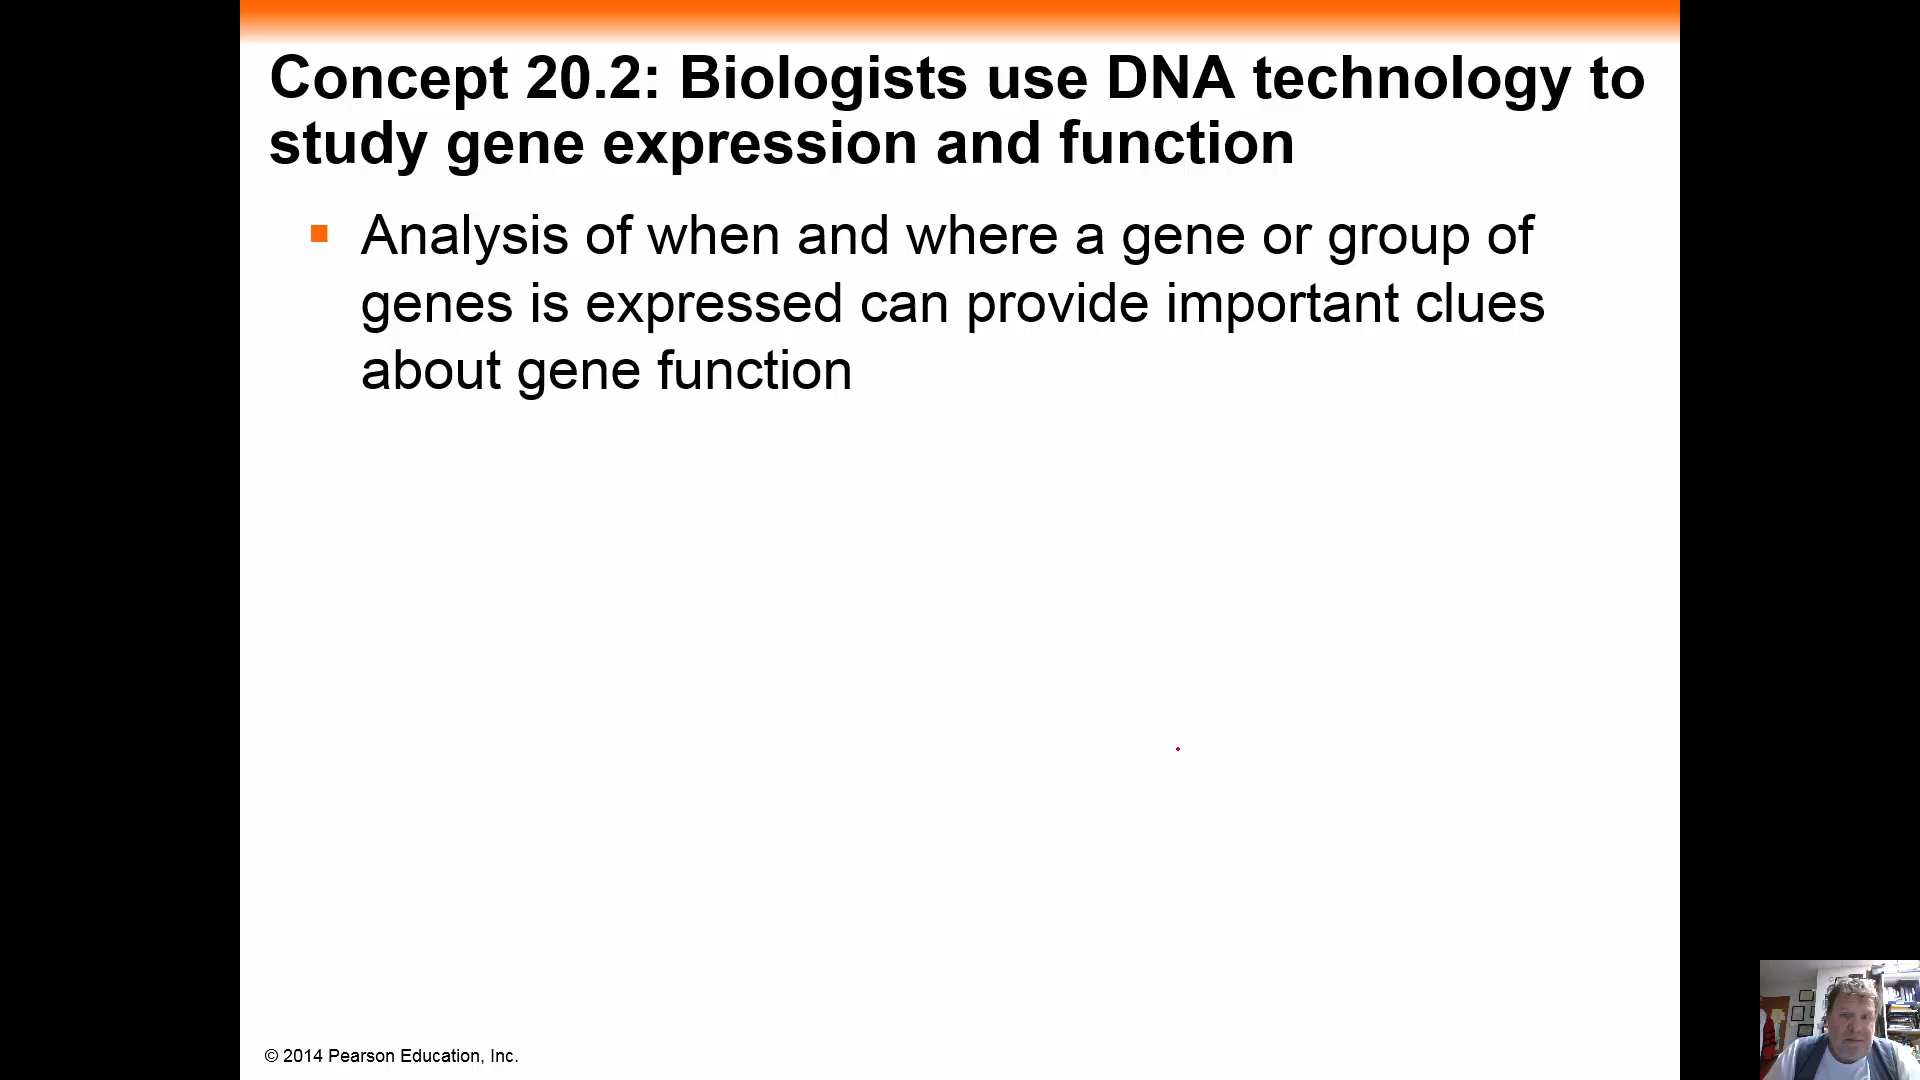 Concept 20.2: Biologists use DNA technology to
study gene expression and function
Analysis of when and where a gene or group of
genes is expressed can provide important clues
about gene function
© 2014 Pearson Education, Inc.